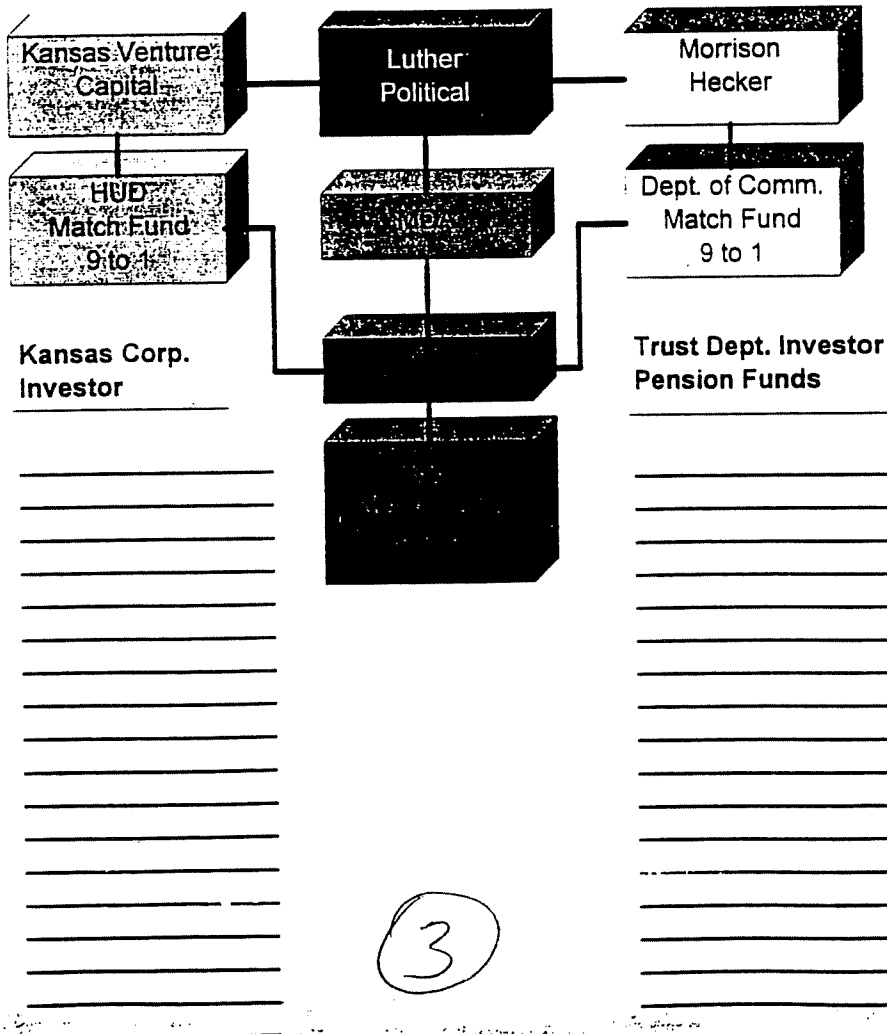 Kansas Venture
Capital
Luther
Political
Morrison
Hecker
HUD
Match Fund
9 to 1
MDA
Dept. of Comm.
Match Fund
9 to 1
Kansas Corp.
Investor
Trust Dept. Investor
Pension Funds
3